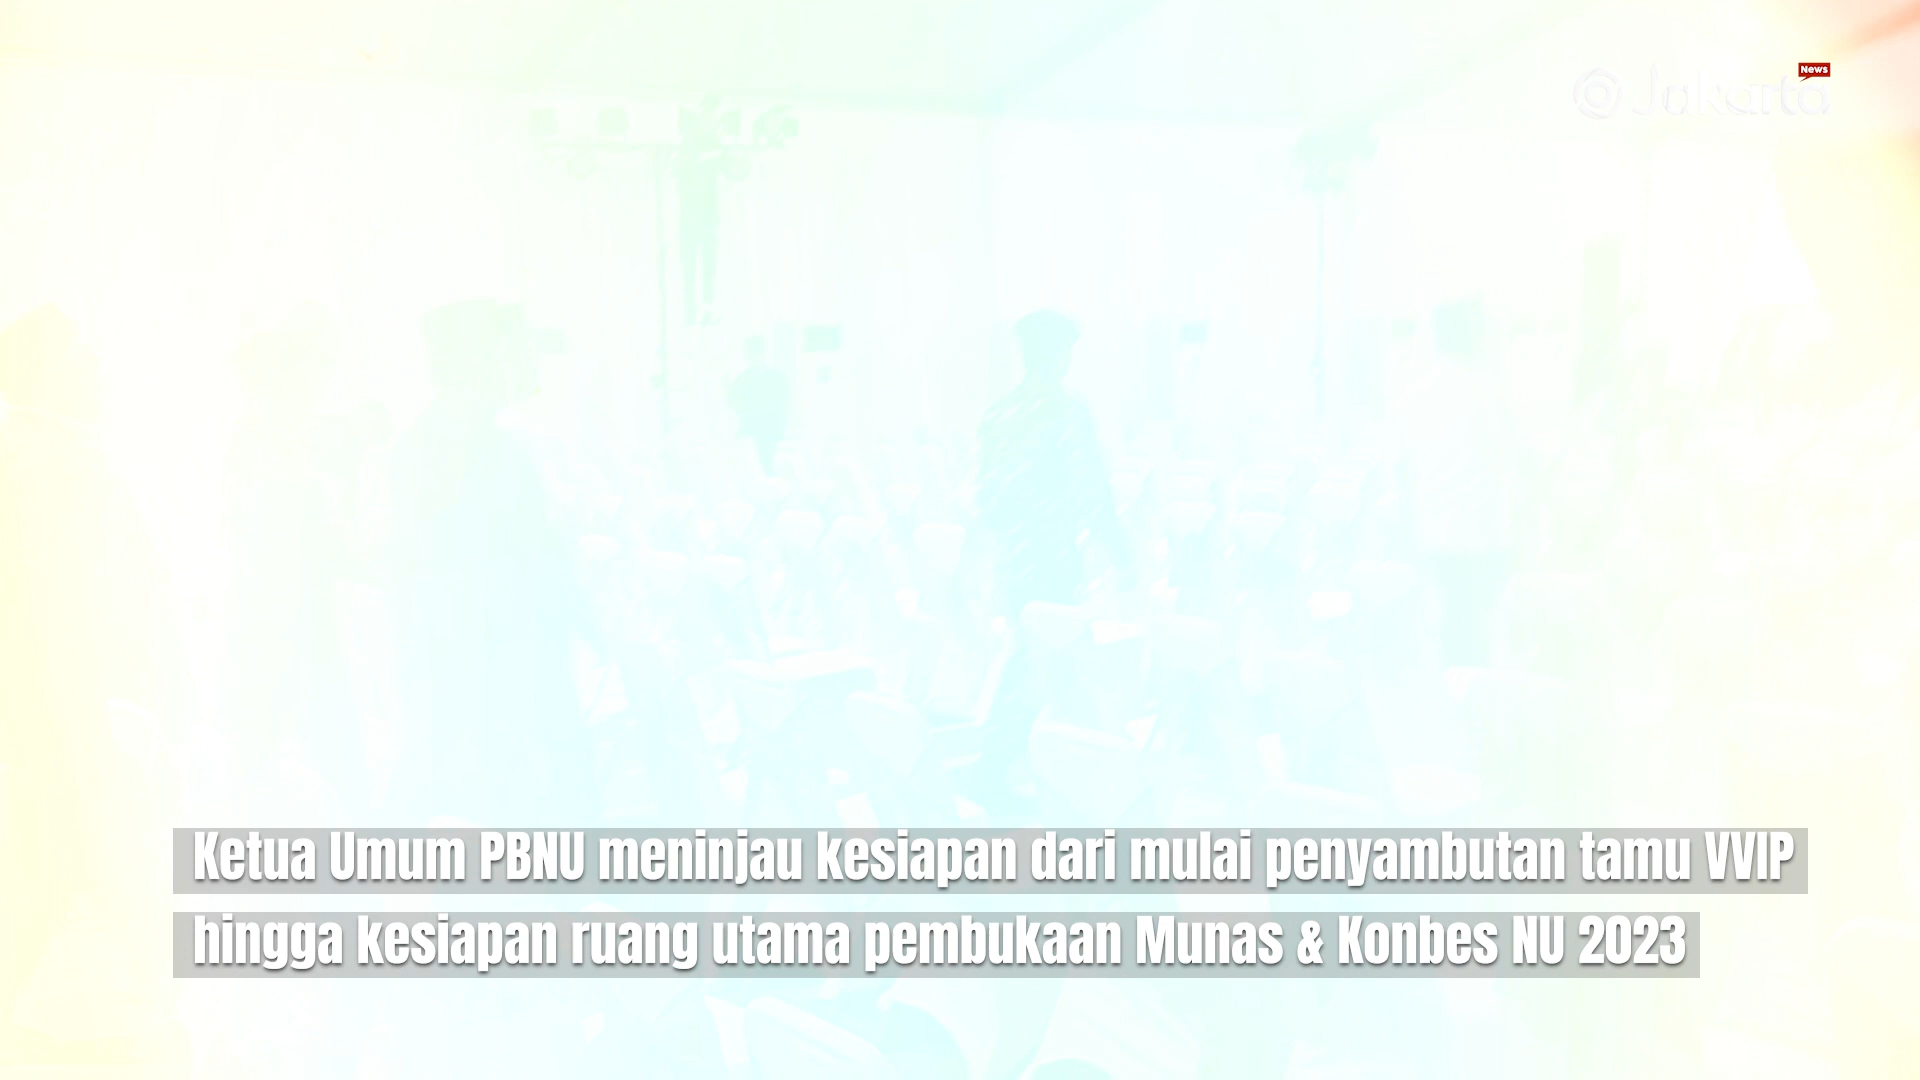 News
@Jakarta
Ketua Umum PBNU meninjau kesiapan dari mulai penyambutan tamu VVIP
hingga kesiapan ruang utama pembukaan Munas & Konbes NU 2023